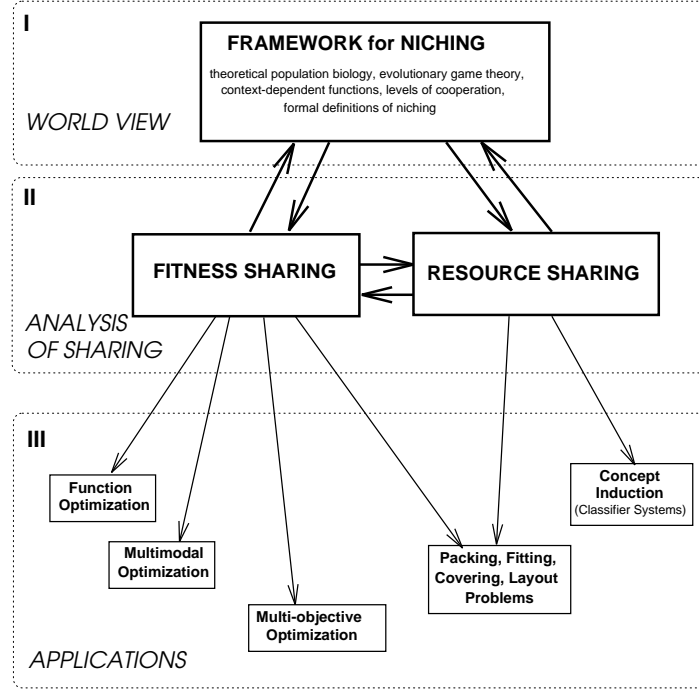 I
FRAMEWORK for NICHING
theoretical population biology, evolutionary game theory,
context-dependent functions, levels of cooperation,
formal definitions of niching
WORLD VIEW
II
FITNESS SHARING
RESOURCE SHARING
ANALYSIS
OF SHARING
III
Function
Optimization
Concept
Induction
(Classifier Systems)
Multimodal
Optimization
Packing, Fitting,
Covering, Layout
Problems
Multi-objective
Optimization
APPLICATIONS